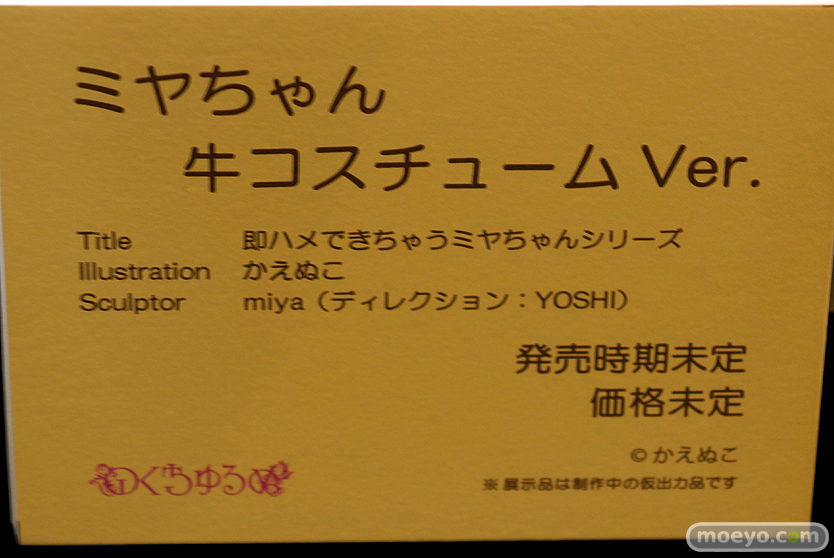 ミヤちゃん
牛コスチューム Ver.
Title 即ハメできちゃうミヤちゃんシリーズ
Illustration かえぬこ
Sculptor miya（ディレクション：YOSHI）
発売時期未定
価格未定
©かえぬこ
※展示品は制作中の仮出力品です
moeyo.com